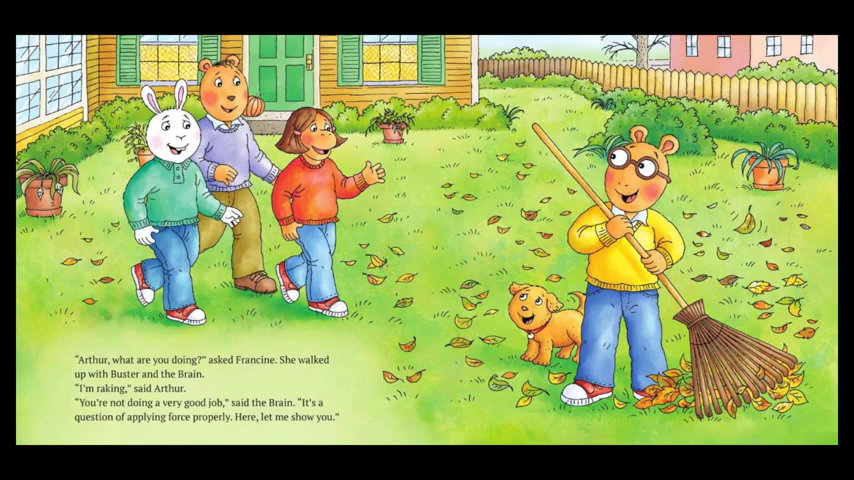 “Arthur, what are you doing?” asked Francine. She walked
up with Buster and the Brain.
“I’m raking,” said Arthur.
“You’re not doing a very good job,” said the Brain. “It’s a
question of applying force properly. Here, let me show you.”